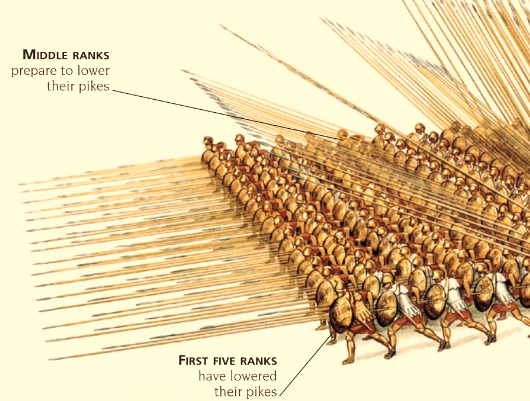 MIDDLE RANKS
prepare to lower
their pikes
FIRST FIVE RANKS
have lowered
their pikes